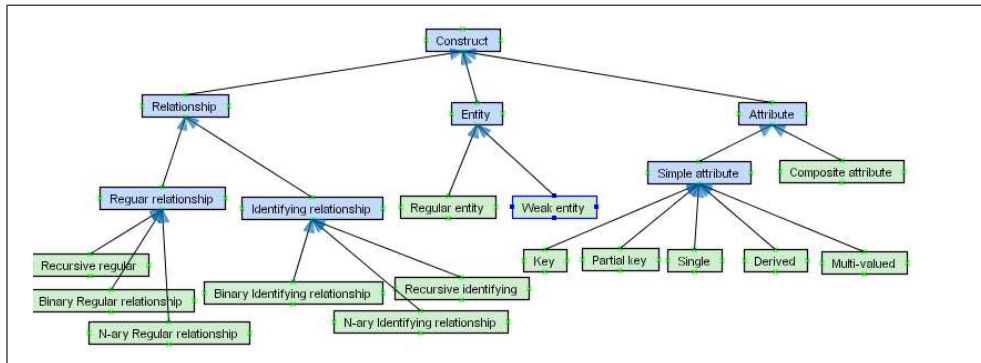 Construct
Relationship
Entity
Attribute
Simple attribute
Composite attribute
Reguar relationship
Identifying relationship
Regular entity
Weak entity
Key
Partial key
Single
Derived
Multi-valued
Recursive regular
Binary Regular relationship
N-ary Regular relationship
Binary Identifying relationship
Recursive identifying
N-ary Identifying relationship